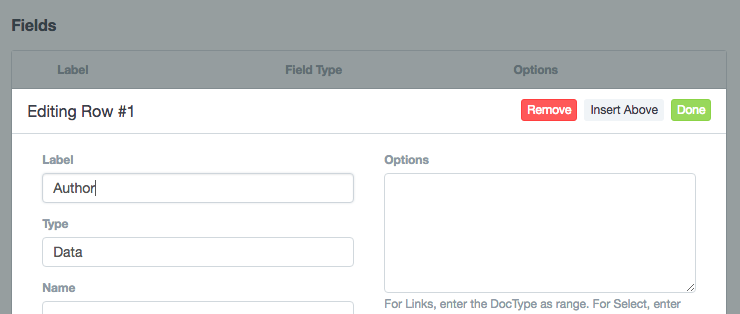 Fields
Label Field Type Options
Editing Row #1 Remove Insert Above Done
Label Options
Author
Type
Data
Name
For Links, enter the DocType as range. For Select, enter